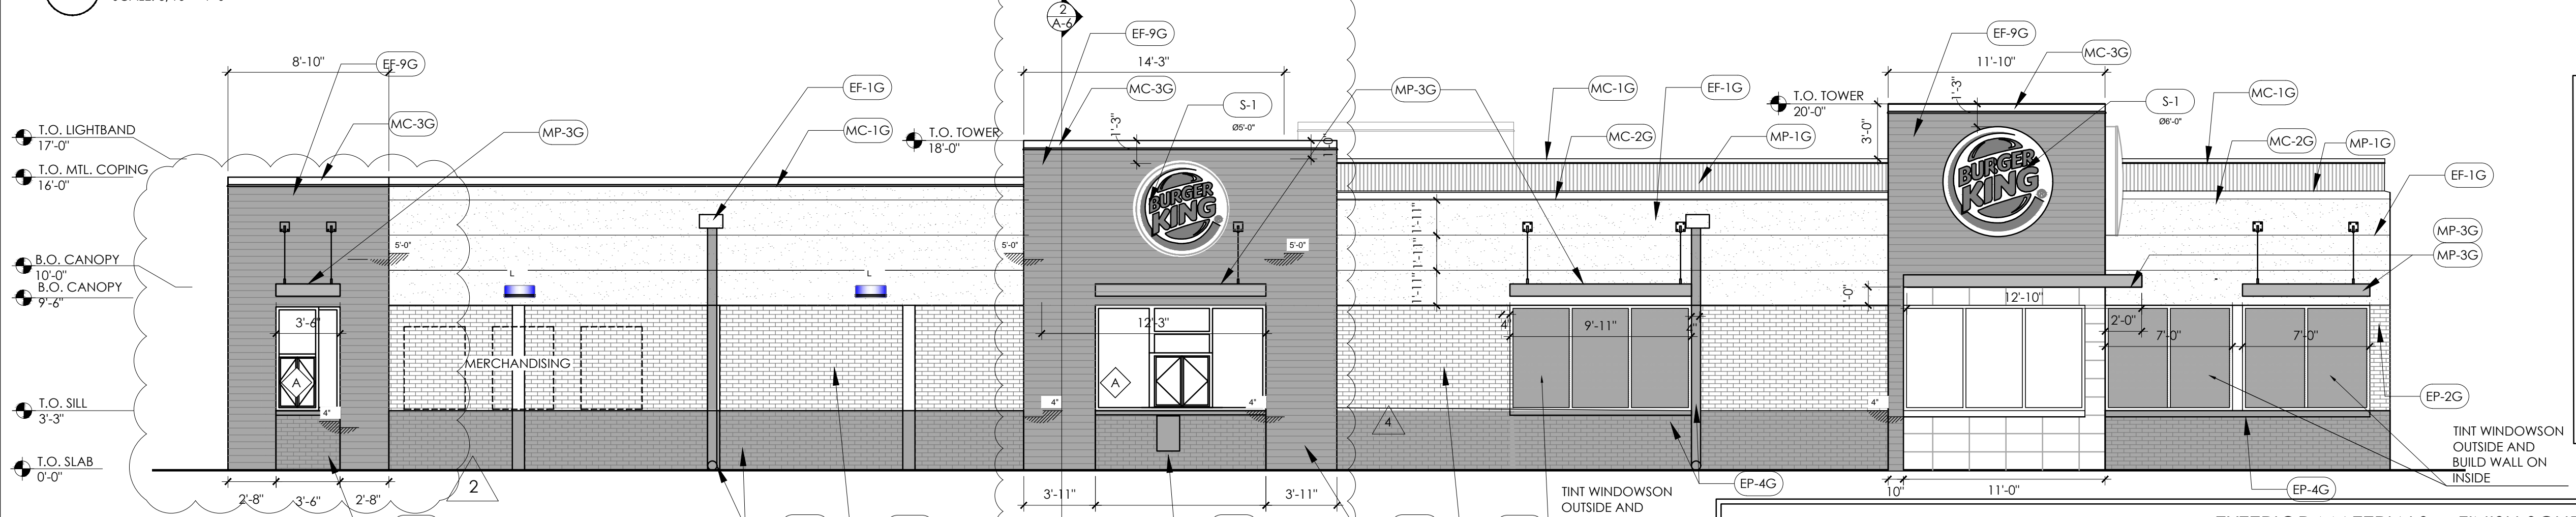 2
A-6
8'-10"
EF-9G
MC-3G
MP-3G
EF-1G
MC-1G
T.O. TOWER
18'-0"
EF-9G
14'-3"
MC-3G
S-1
Ø5'-0"
1'-3"
1'-0"
MP-3G
MC-1G
EF-1G
MC-2G
MP-1G
T.O. TOWER
20'-0"
3'-0"
EF-9G
MC-3G
11'-10"
1'-3"
S-1
Ø6'-0"
MC-1G
MC-2G
MP-1G
EF-1G
MP-3G
MP-3G
T.O. LIGHTBAND
17'-0"
T.O. MTL. COPING
16'-0"
B.O. CANOPY
10'-0"
B.O. CANOPY
9'-6"
T.O. SILL
3'-3"
T.O. SLAB
0'-0"
5'-0"
L
L
5'-0"
5'-0"
BURGER
KING
BURGER
KING
1'-11"
1'-11"
1'-11"
3'-6"
MERCHANDISING
12'-3"
A
A
4"
4"
4"
4"
4"
9'-11"
12'-10"
2'-0"
7'-0"
7'-0"
4
2
2'-8"
3'-6"
2'-8"
3'-11"
3'-11"
10"
11'-0"
EP-4G
EP-4G
EP-2G
TINT WINDOWSON
OUTSIDE AND
BUILD WALL ON
INSIDE
TINT WINDOWSON
OUTSIDE AND